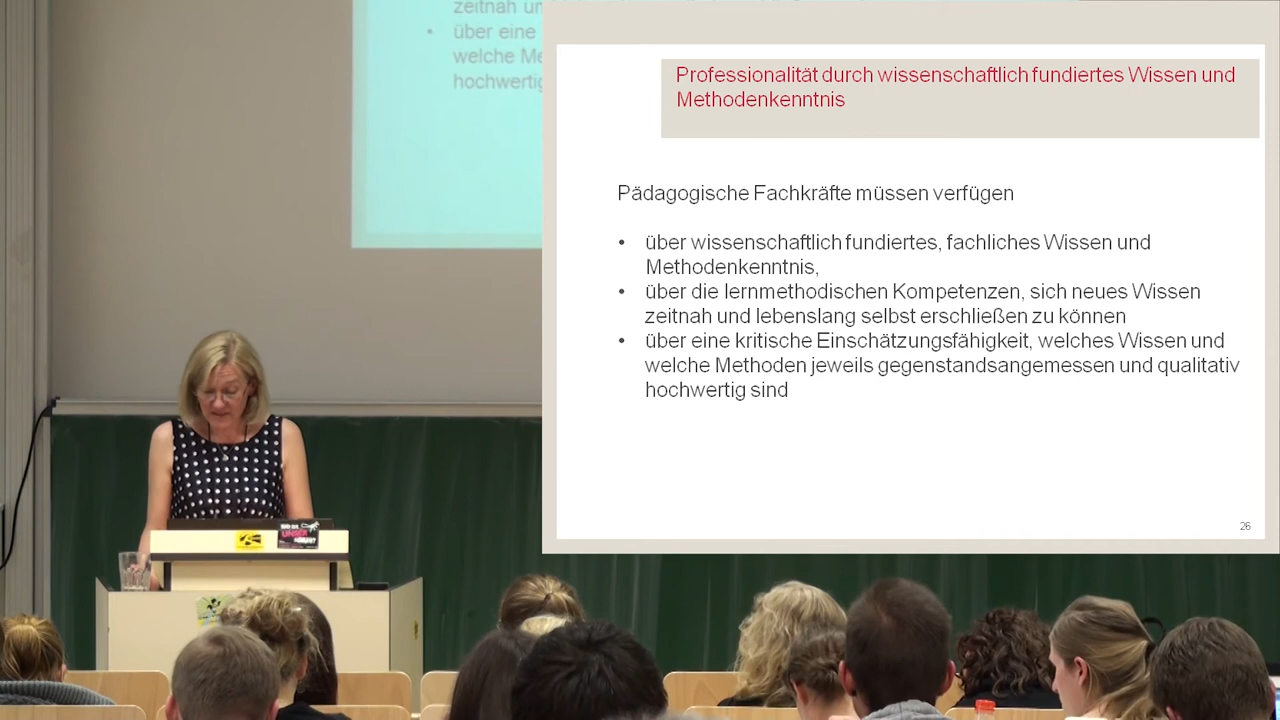 zeitnah un
• über eine
welche Me
hochwertig
Professionalität durch wissenschaftlich fundiertes Wissen und
Methodenkenntnis
Pädagogische Fachkräfte müssen verfügen
• über wissenschaftlich fundiertes, fachliches Wissen und
Methodenkenntnis,
• über die lernmethodischen Kompetenzen, sich neues Wissen
zeitnah und lebenslang selbst erschließen zu können
• über eine kritische Einschätzungsfähigkeit, welches Wissen und
welche Methoden jeweils gegenstandsangemessen und qualitativ
hochwertig sind
26
UNSER